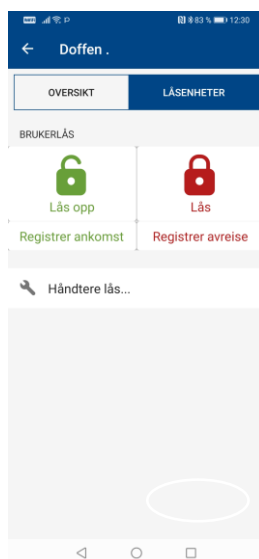 83 % 12:30
Doffen .
OVERSIKT LÅSENHETER
BRUKERLÅS
Lås opp Lås
Registrer ankomst Registrer avreise
Håndtere lås...